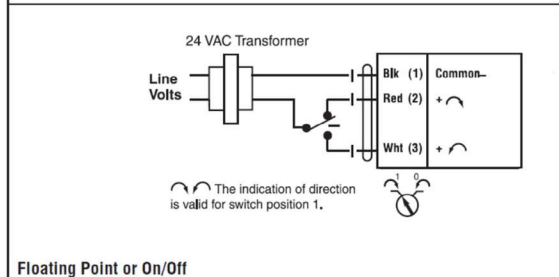 24 VAC Transformer
Line
Volts
Blk (1) Common–
Red (2) +
Wht (3) +
1 0
The indication of direction
is valid for switch position 1.
Floating Point or On/Off